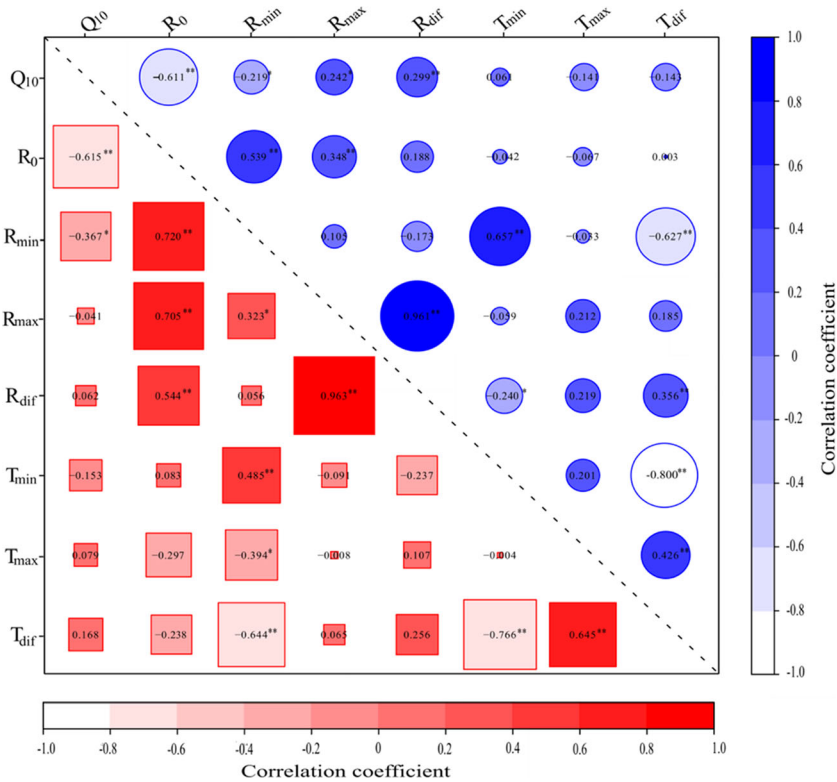 Q10 R0 Rmin Rmax Rdif Tmin Tmax Tdif
Q10 -0.611** -0.219* 0.242* 0.299** 0.061 -0.141 -0.143
R0 -0.615** 0.539** 0.348** 0.188 -0.042 -0.067 0.003
Rmin -0.367* 0.720** 0.105 -0.173 0.657** -0.033 -0.627**
Rmax -0.041 0.705** 0.323* 0.961** -0.059 0.212 0.185
Rdif 0.062 0.544** 0.056 0.963** -0.240* 0.219 0.356**
Tmin -0.153 0.083 0.485** -0.091 -0.237 0.201 -0.800**
Tmax 0.079 -0.297 -0.394* -0.008 0.107 -0.004 0.426**
Tdif 0.168 -0.238 -0.644** 0.065 0.256 -0.766** 0.645**
1.0
0.8
0.6
0.4
0.2
0
-0.2
-0.4
-0.6
-0.8
-1.0
Correlation coefficient
-1.0 -0.8 -0.6 -0.4 -0.2 0 0.2 0.4 0.6 0.8 1.0
Correlation coefficient